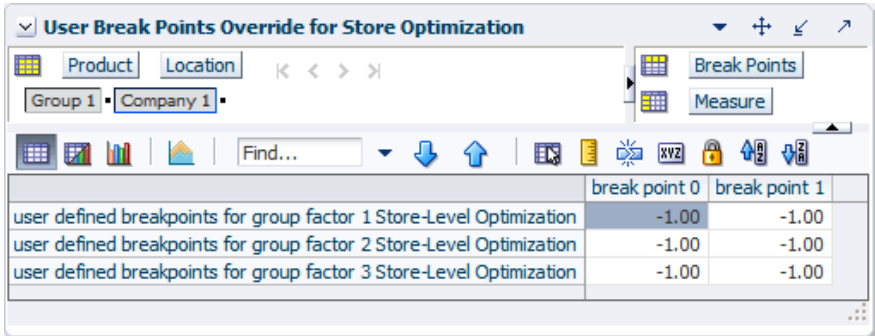 User Break Points Override for Store Optimization
Product Location
Break Points
Group 1 Company 1
Measure
Find...
XYZ
break point 0 break point 1
user defined breakpoints for group factor 1 Store-Level Optimization -1.00 -1.00
user defined breakpoints for group factor 2 Store-Level Optimization -1.00 -1.00
user defined breakpoints for group factor 3 Store-Level Optimization -1.00 -1.00